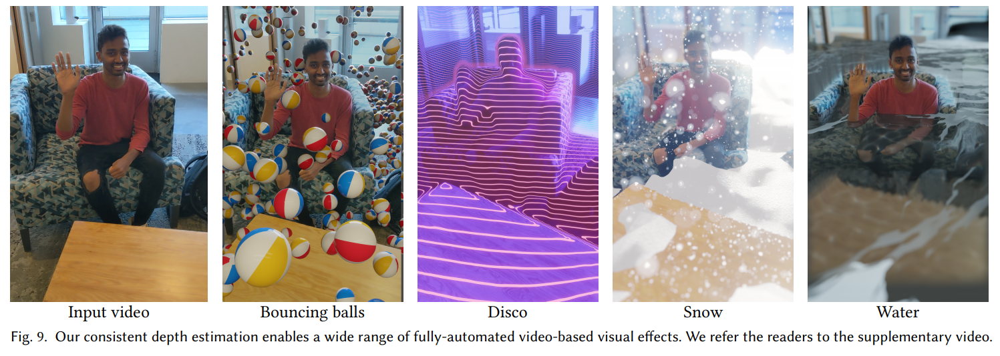 Input video
Bouncing balls
Disco
Snow
Water
Fig. 9. Our consistent depth estimation enables a wide range of fully-automated video-based visual effects. We refer the readers to the supplementary video.